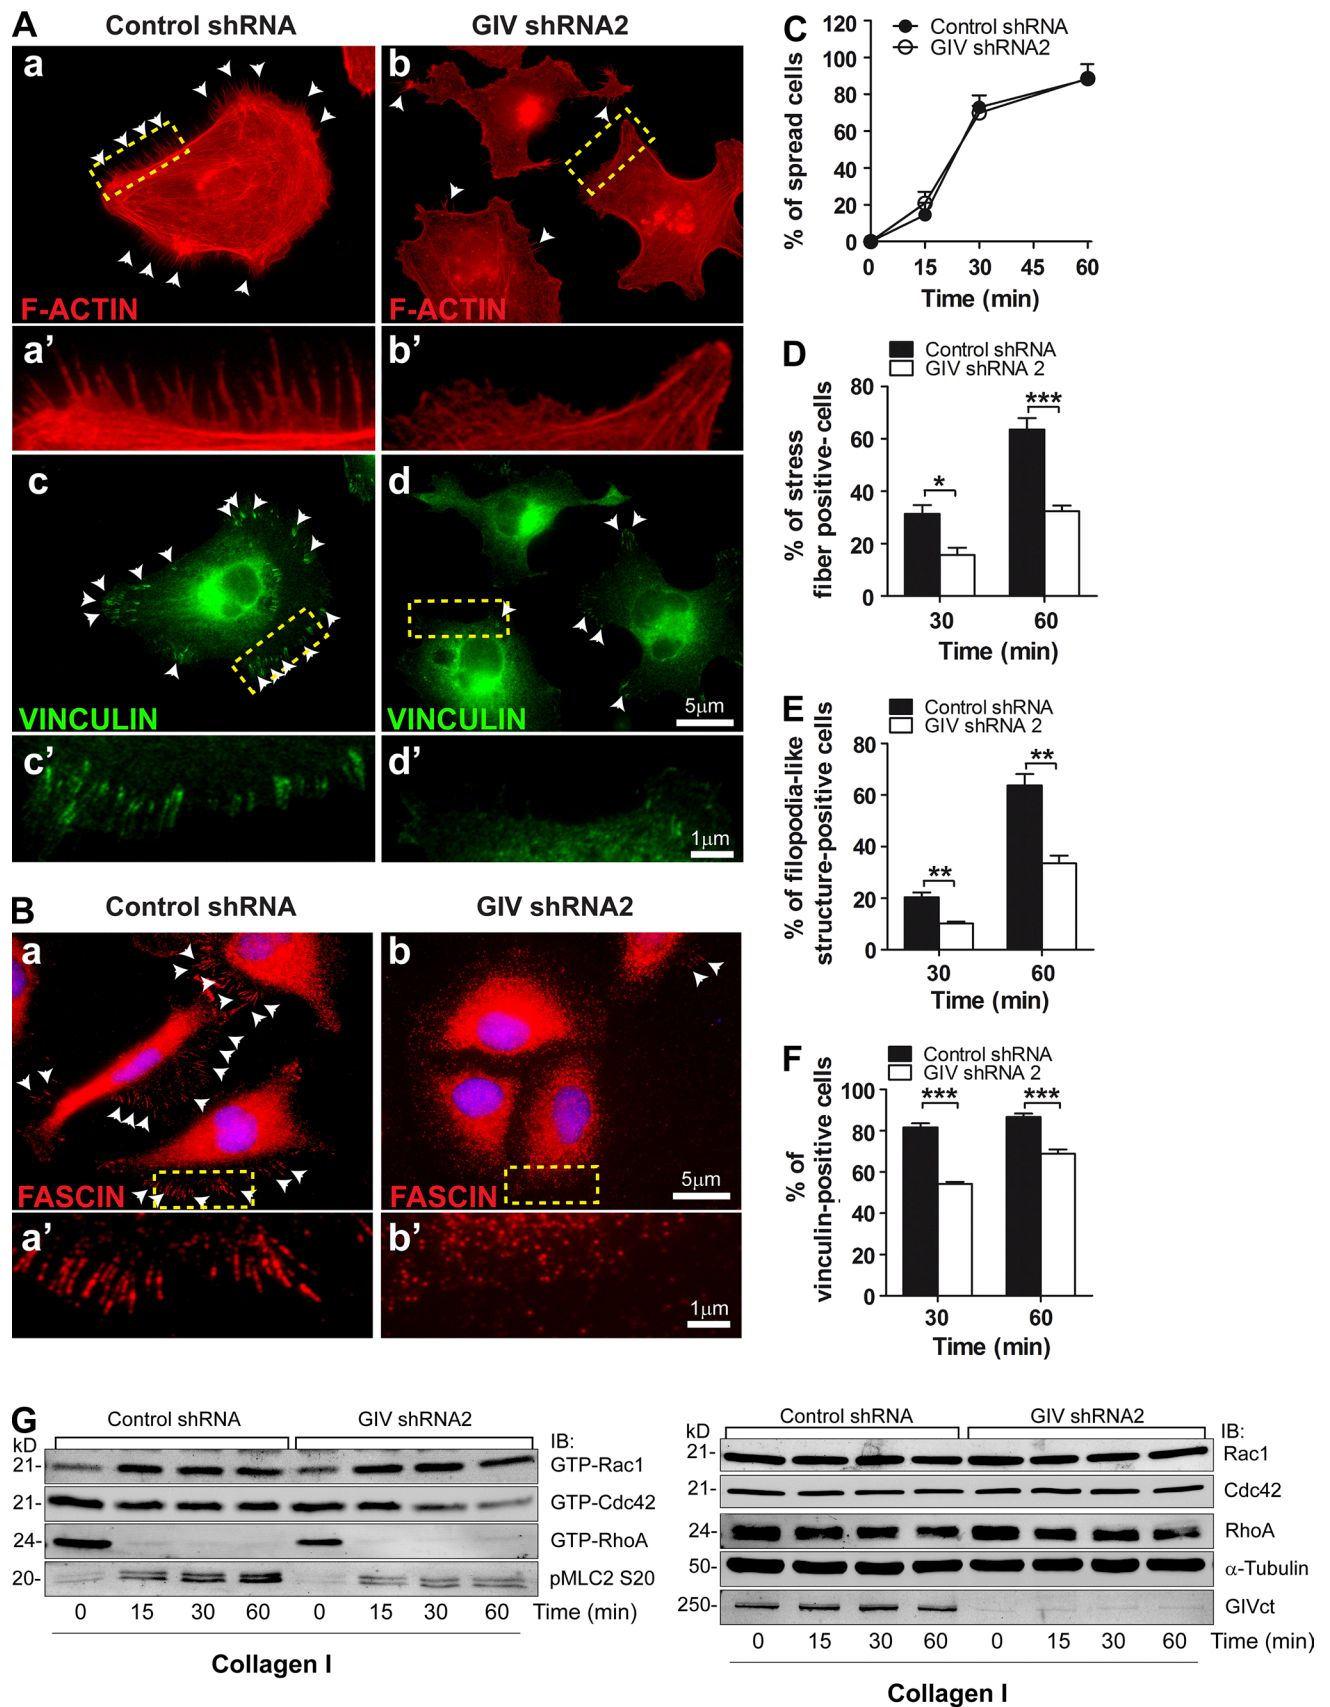 A
Control shRNA
GIV shRNA2
a
b
F-ACTIN
F-ACTIN
a’
b’
c
d
VINCULIN
VINCULIN
5µm
c’
d’
1µm
B
Control shRNA
GIV shRNA2
a
b
FASCIN
FASCIN
5µm
a’
b’
1µm
C
Control shRNA
GIV shRNA2
% of spread cells
120
100
80
60
40
20
0
0 15 30 45 60
Time (min)
D
Control shRNA
GIV shRNA 2
% of stress
fiber positive-cells
80
60
40
20
0
*
***
30 60
Time (min)
E
Control shRNA
GIV shRNA 2
% of filopodia-like
structure-positive cells
80
60
40
20
0
**
**
30 60
Time (min)
F
Control shRNA
GIV shRNA 2
% of
vinculin-positive cells
100
80
60
40
20
0
***
***
30 60
Time (min)
G
Control shRNA GIV shRNA2
kD IB:
21- GTP-Rac1
21- GTP-Cdc42
24- GTP-RhoA
20- pMLC2 S20
0 15 30 60 0 15 30 60 Time (min)
Collagen I
Control shRNA GIV shRNA2
kD IB:
21- Rac1
21- Cdc42
24- RhoA
50- α-Tubulin
250- GIVct
0 15 30 60 0 15 30 60 Time (min)
Collagen I